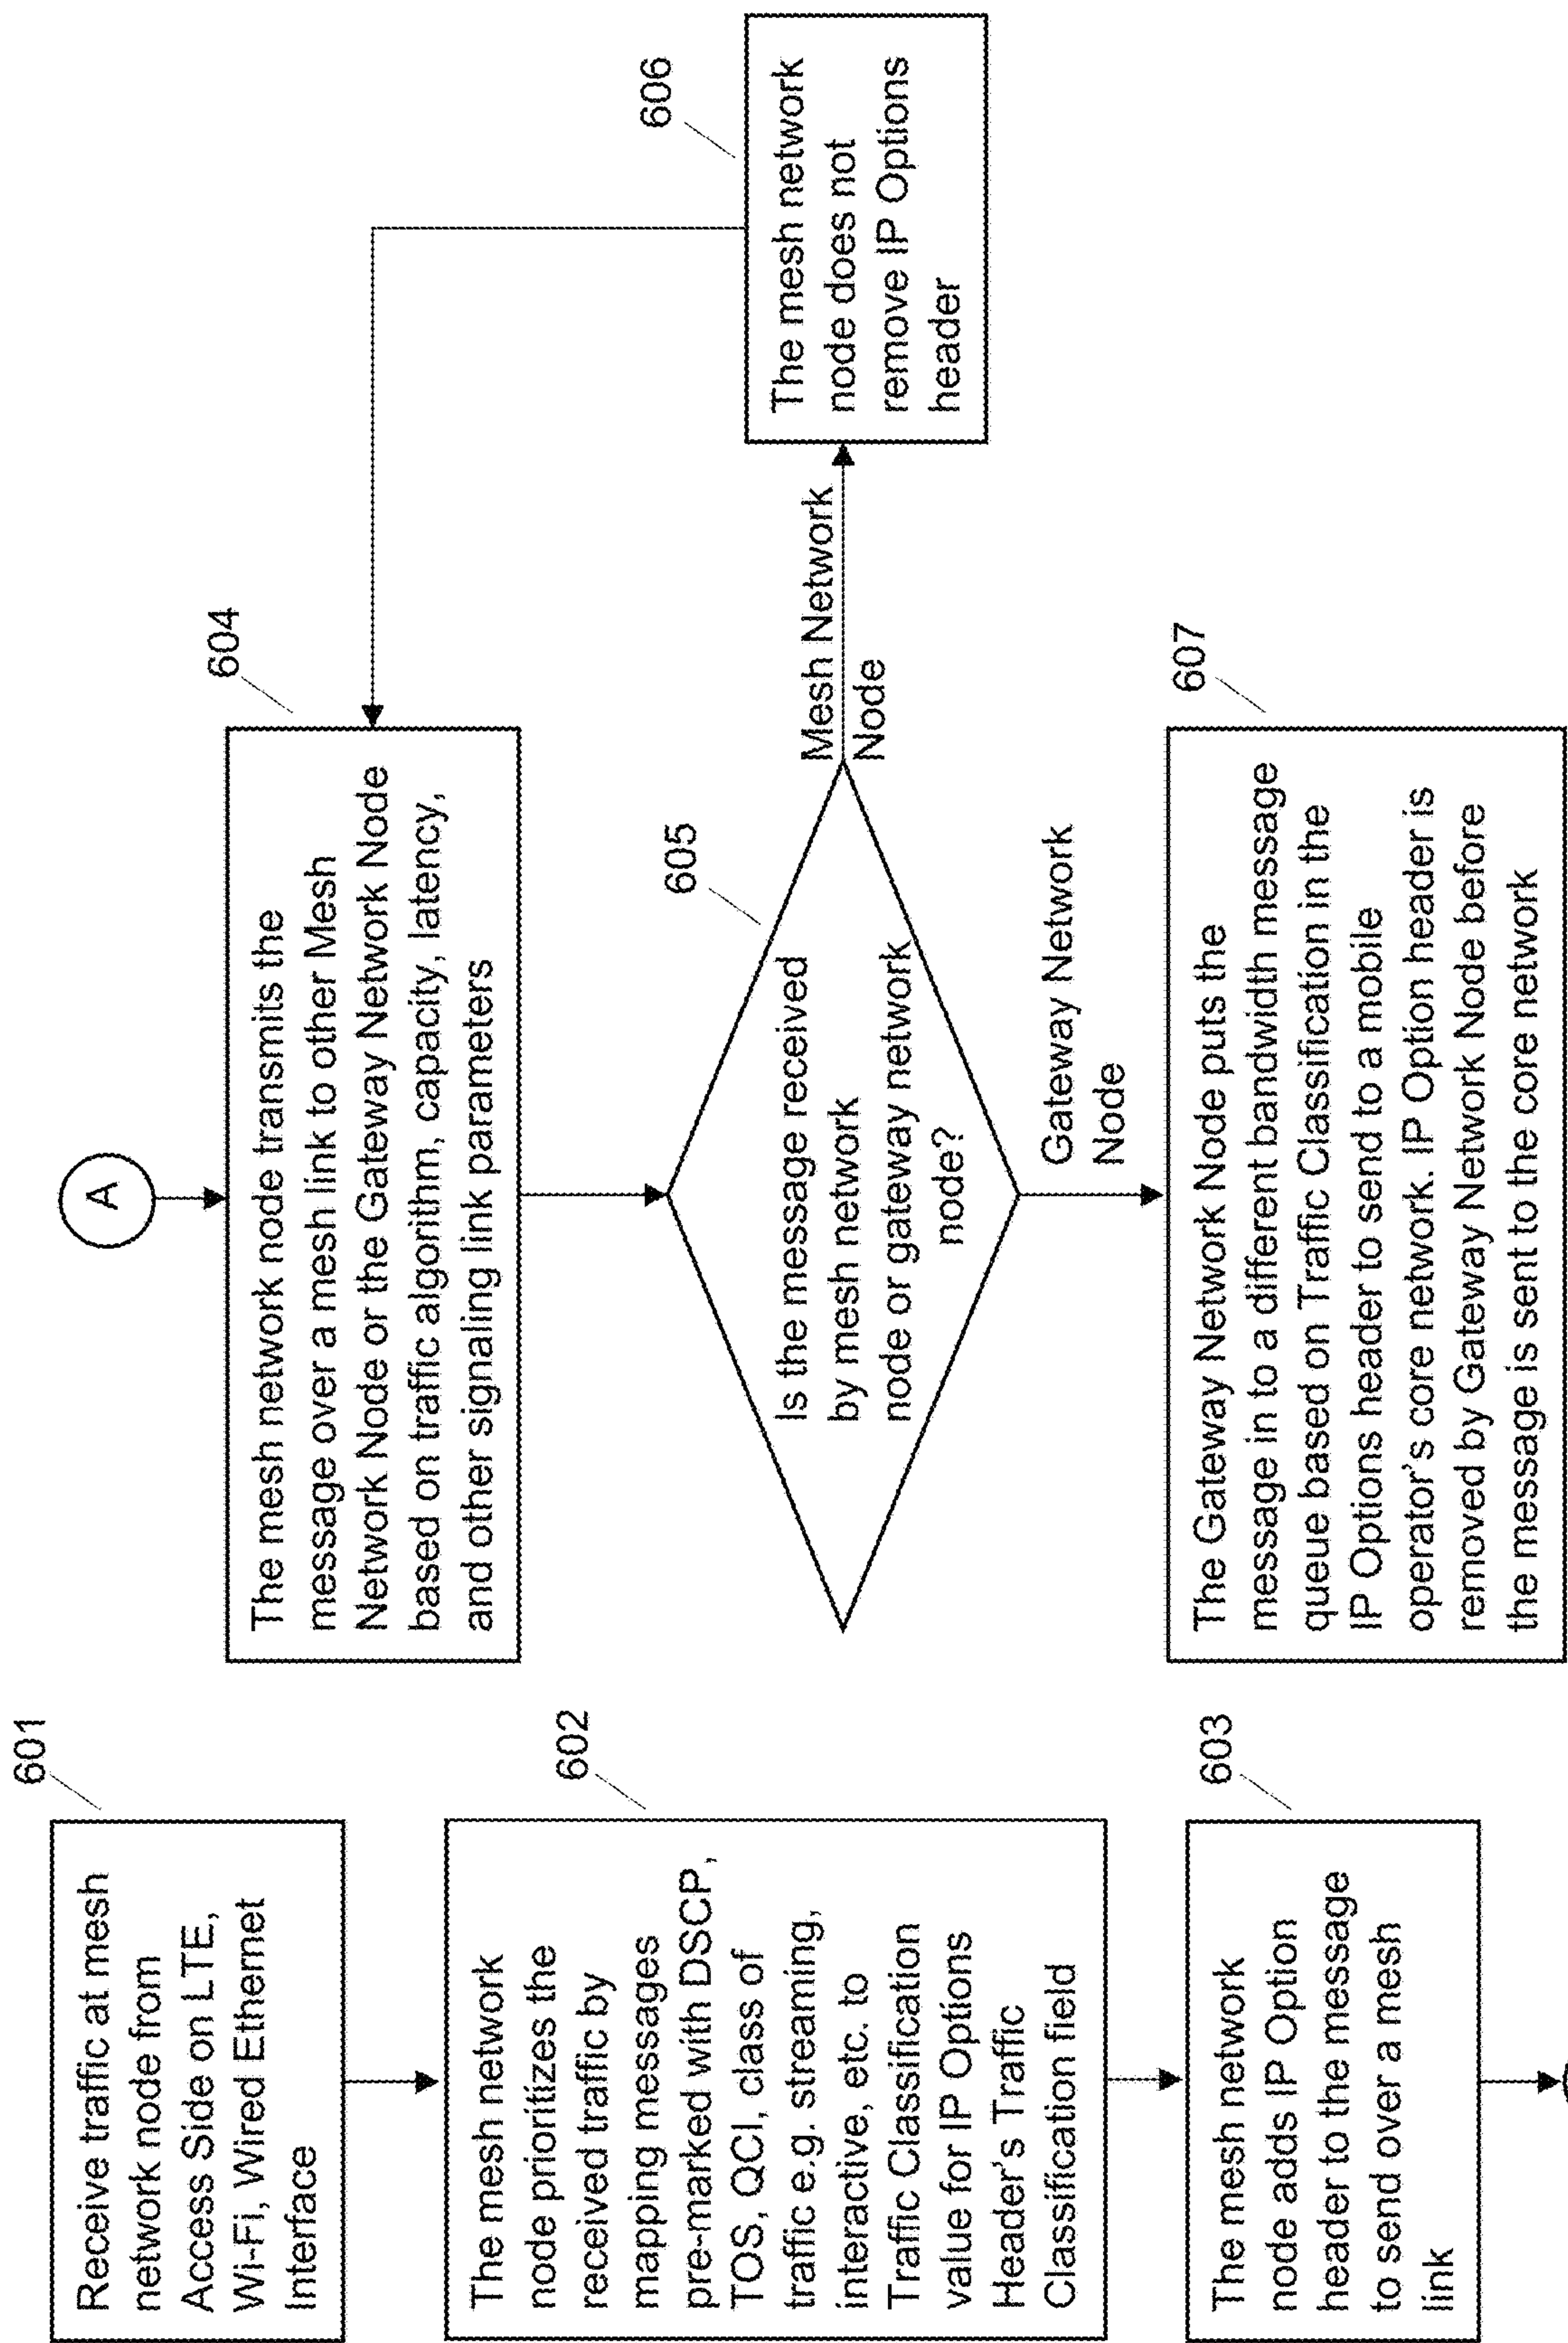 601
Receive traffic at mesh
network node from
Access Side on LTE,
Wi-Fi, Wired Ethernet
Interface
602
The mesh network
node prioritizes the
received traffic by
mapping messages
pre-marked with DSCP,
TOS, QCI, class of
traffic e.g. streaming,
interactive, etc. to
Traffic Classification
value for IP Options
Header's Traffic
Classification field
603
The mesh network
node adds IP Option
header to the message
to send over a mesh
link
A
604
The mesh network node transmits the
message over a mesh link to other Mesh
Network Node or the Gateway Network Node
based on traffic algorithm, capacity, latency,
and other signaling link parameters
605
Is the message received
by mesh network
node or gateway network
node?
Mesh Network
Node
606
The mesh network
node does not
remove IP Options
header
Gateway Network
Node
607
The Gateway Network Node puts the
message in to a different bandwidth message
queue based on Traffic Classification in the
IP Options header to send to a mobile
operator's core network. IP Option header is
removed by Gateway Network Node before
the message is sent to the core network